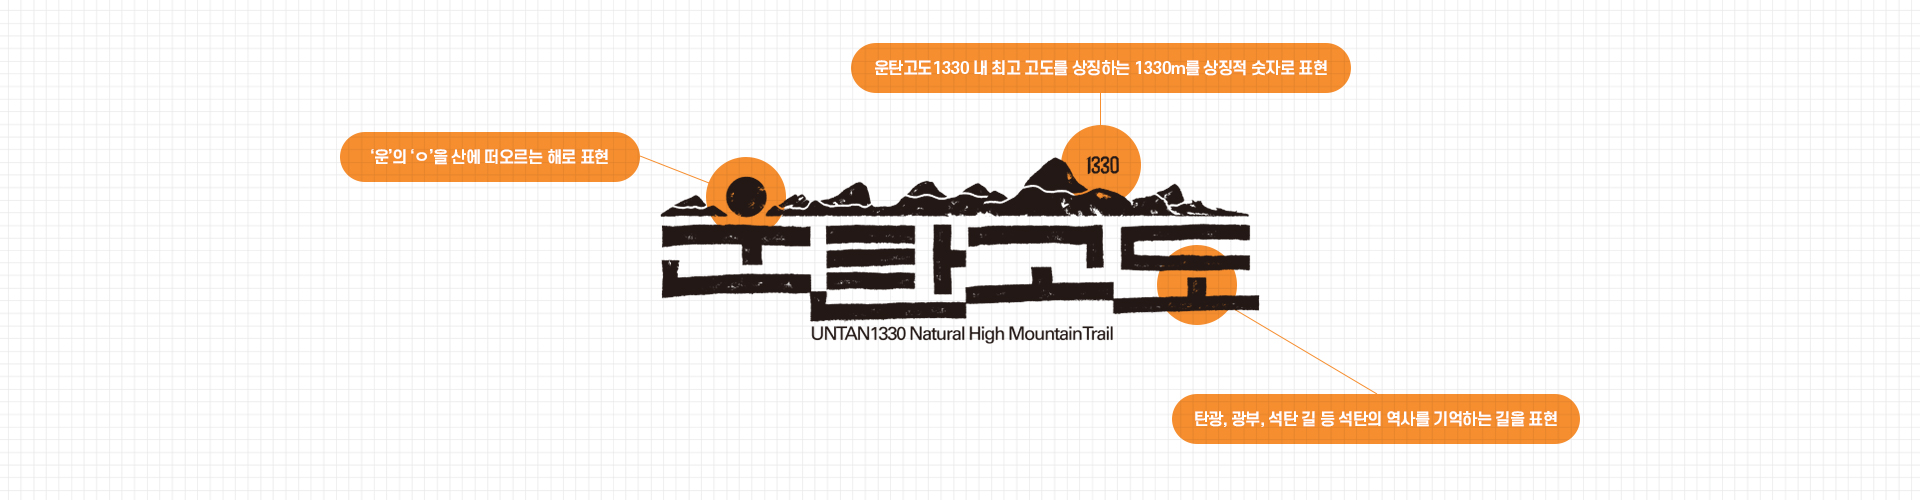 운탄고도1330 내 최고 고도를 상징하는 1330m를 상징적 숫자로 표현
‘운’의 ‘ㅇ’을 산에 떠오르는 해로 표현
1330
운탄고도
UNTAN1330 Natural High Mountain Trail
탄광, 광부, 석탄 길 등 석탄의 역사를 기억하는 길을 표현